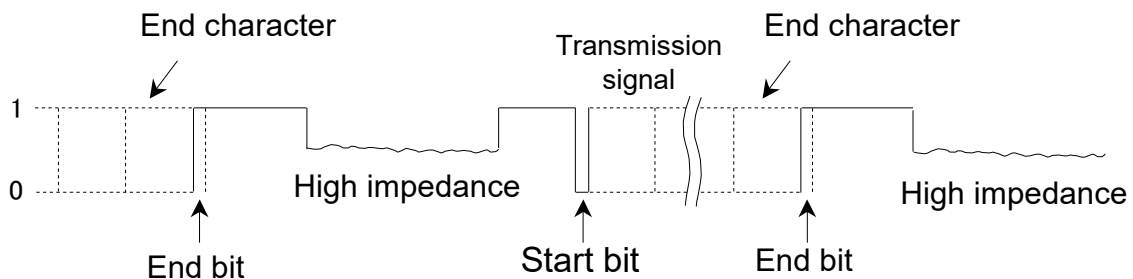 End character
Transmission
signal
End character
1
0
High impedance
High impedance
End bit
Start bit
End bit